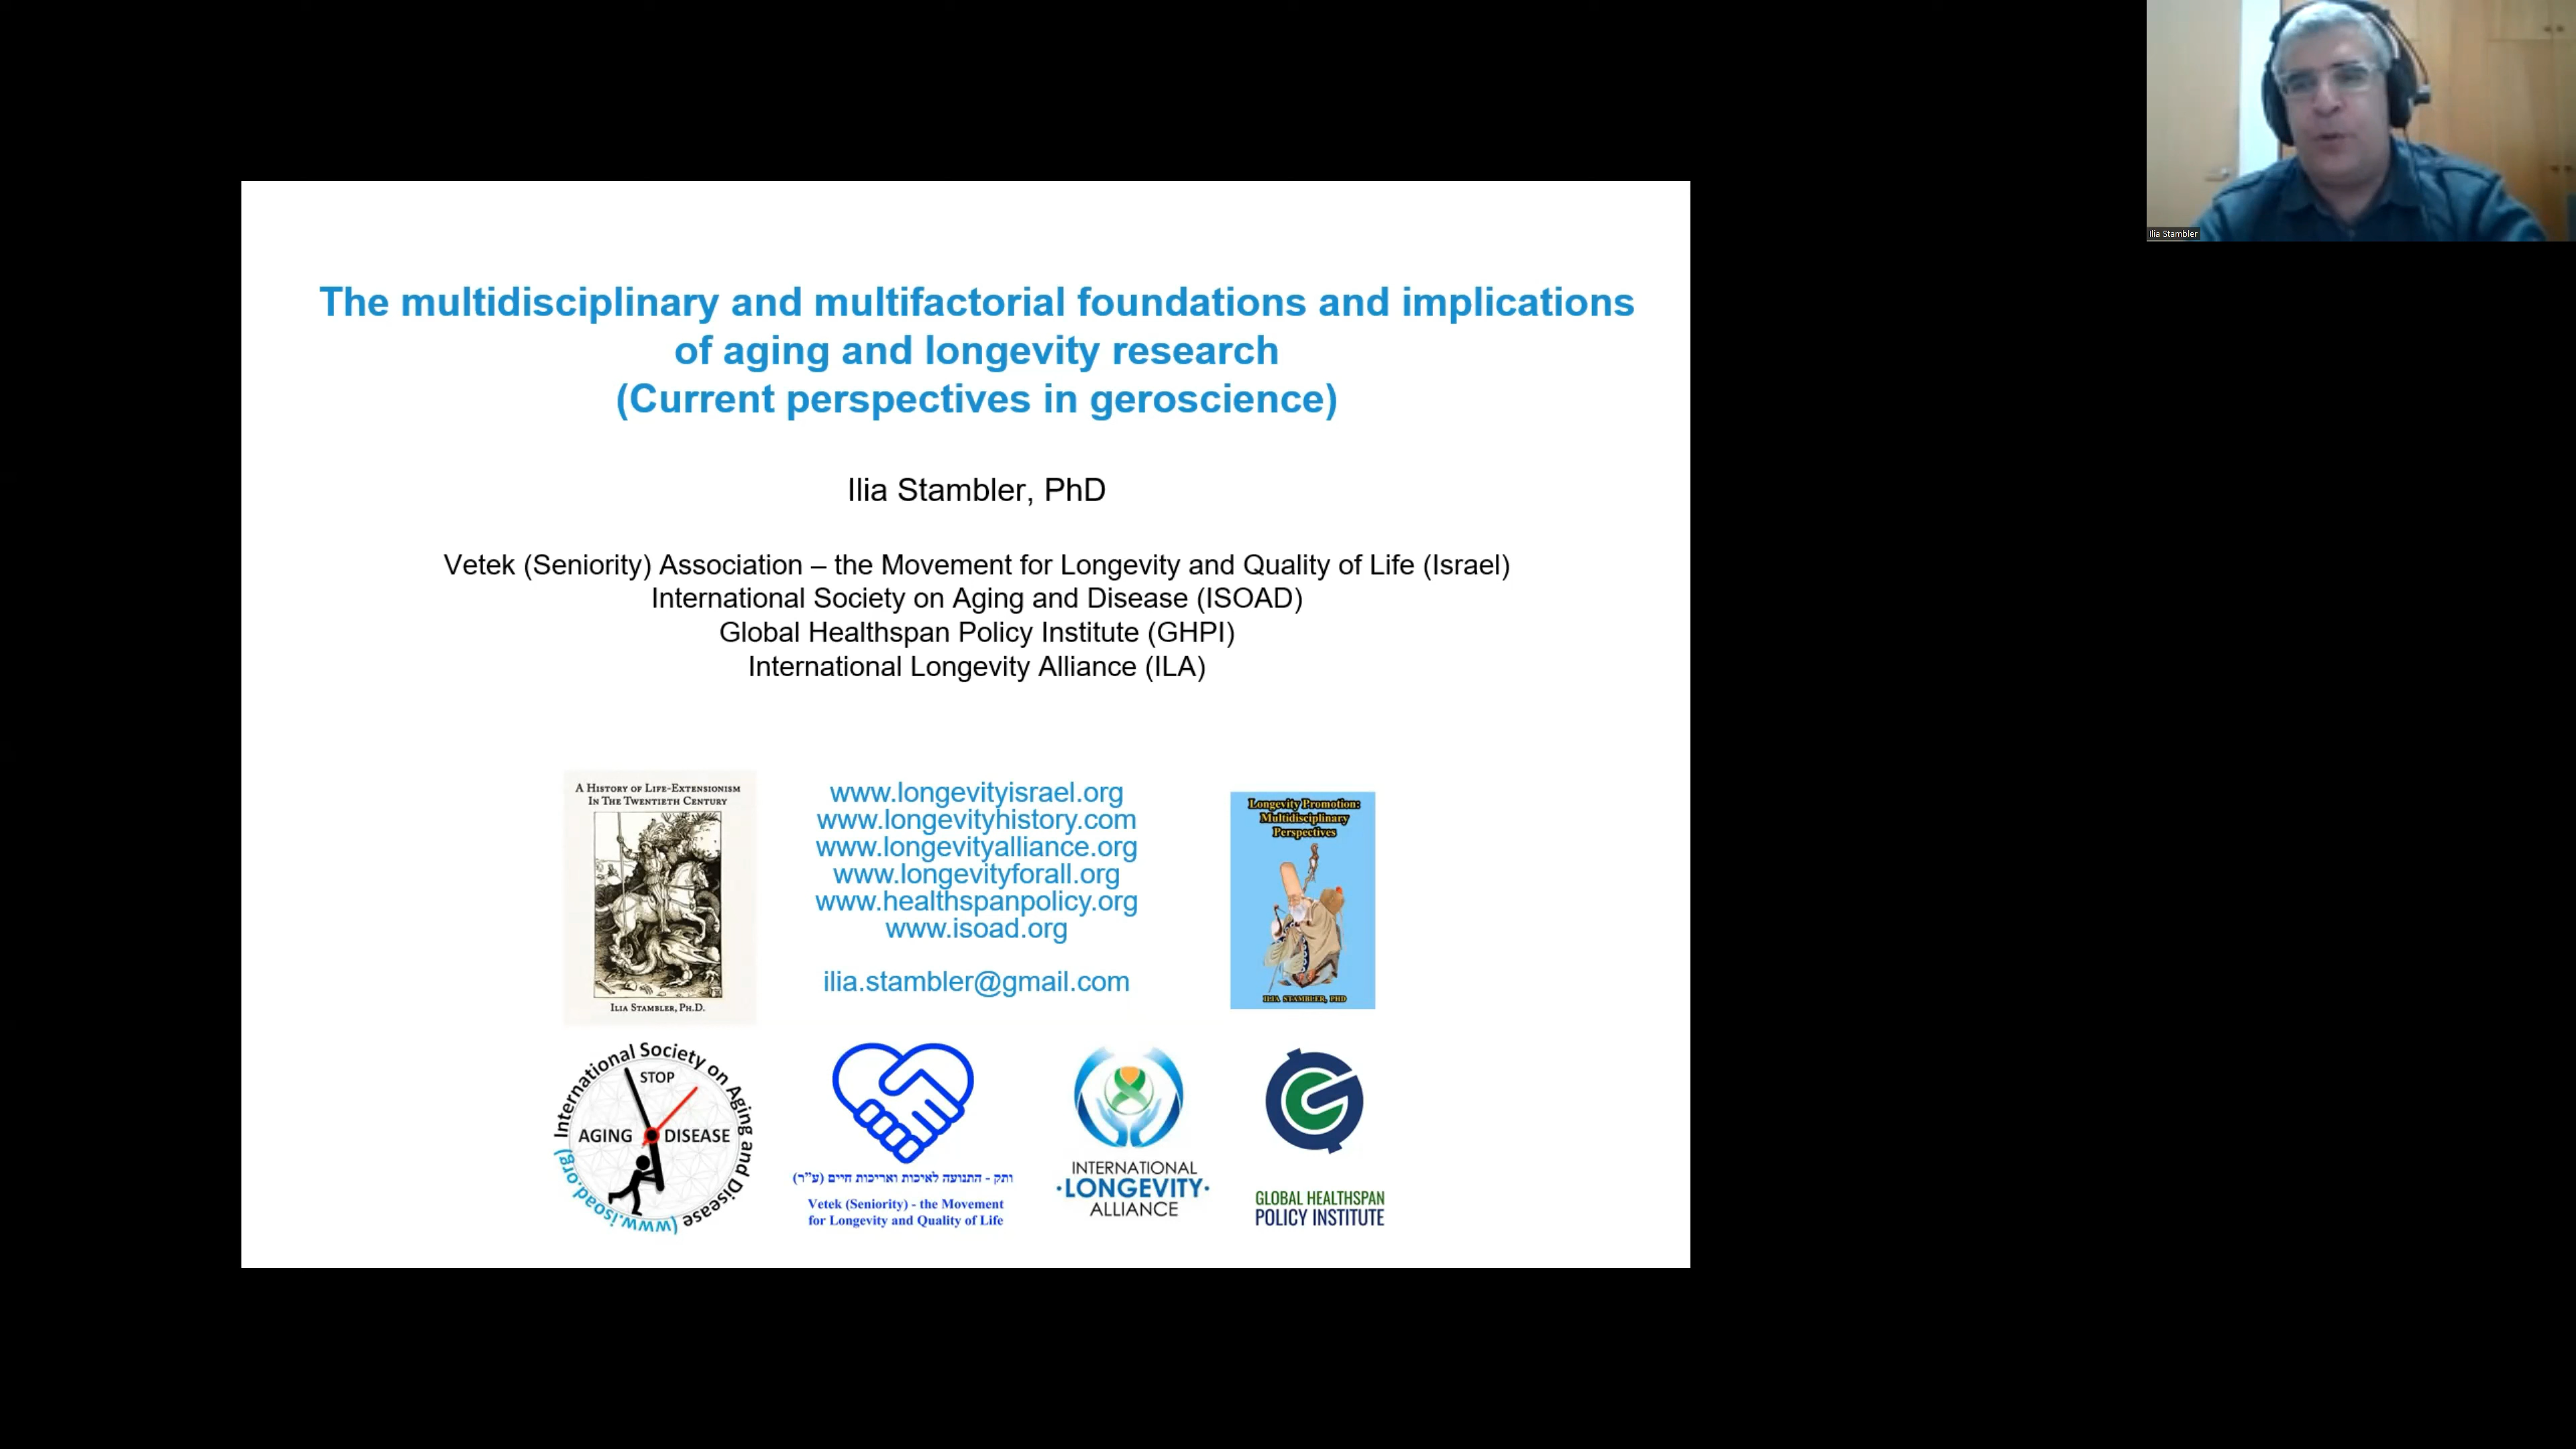 The multidisciplinary and multifactorial foundations and implications
of aging and longevity research
(Current perspectives in geroscience)
Ilia Stambler, PhD
Vetek (Seniority) Association – the Movement for Longevity and Quality of Life (Israel)
International Society on Aging and Disease (ISOAD)
Global Healthspan Policy Institute (GHPI)
International Longevity Alliance (ILA)
A History of Life-Extensionism
In The Twentieth Century
Ilia Stambler, Ph.D.
www.longevityisrael.org
www.longevityhistory.com
www.longevityalliance.org
www.longevityforall.org
www.healthspanpolicy.org
www.isoad.org
ilia.stambler@gmail.com
Longevity Promotion:
Multidisciplinary
Perspectives
ILIA STAMBLER, PHD
International Society on Aging and Disease (www.isoad.org)
STOP
AGING DISEASE
ותק - התנועה לאיכות ואריכות חיים (ע"ר)
Vetek (Seniority) - the Movement
for Longevity and Quality of Life
INTERNATIONAL
·LONGEVITY·
ALLIANCE
GLOBAL HEALTHSPAN
POLICY INSTITUTE
Ilia Stambler